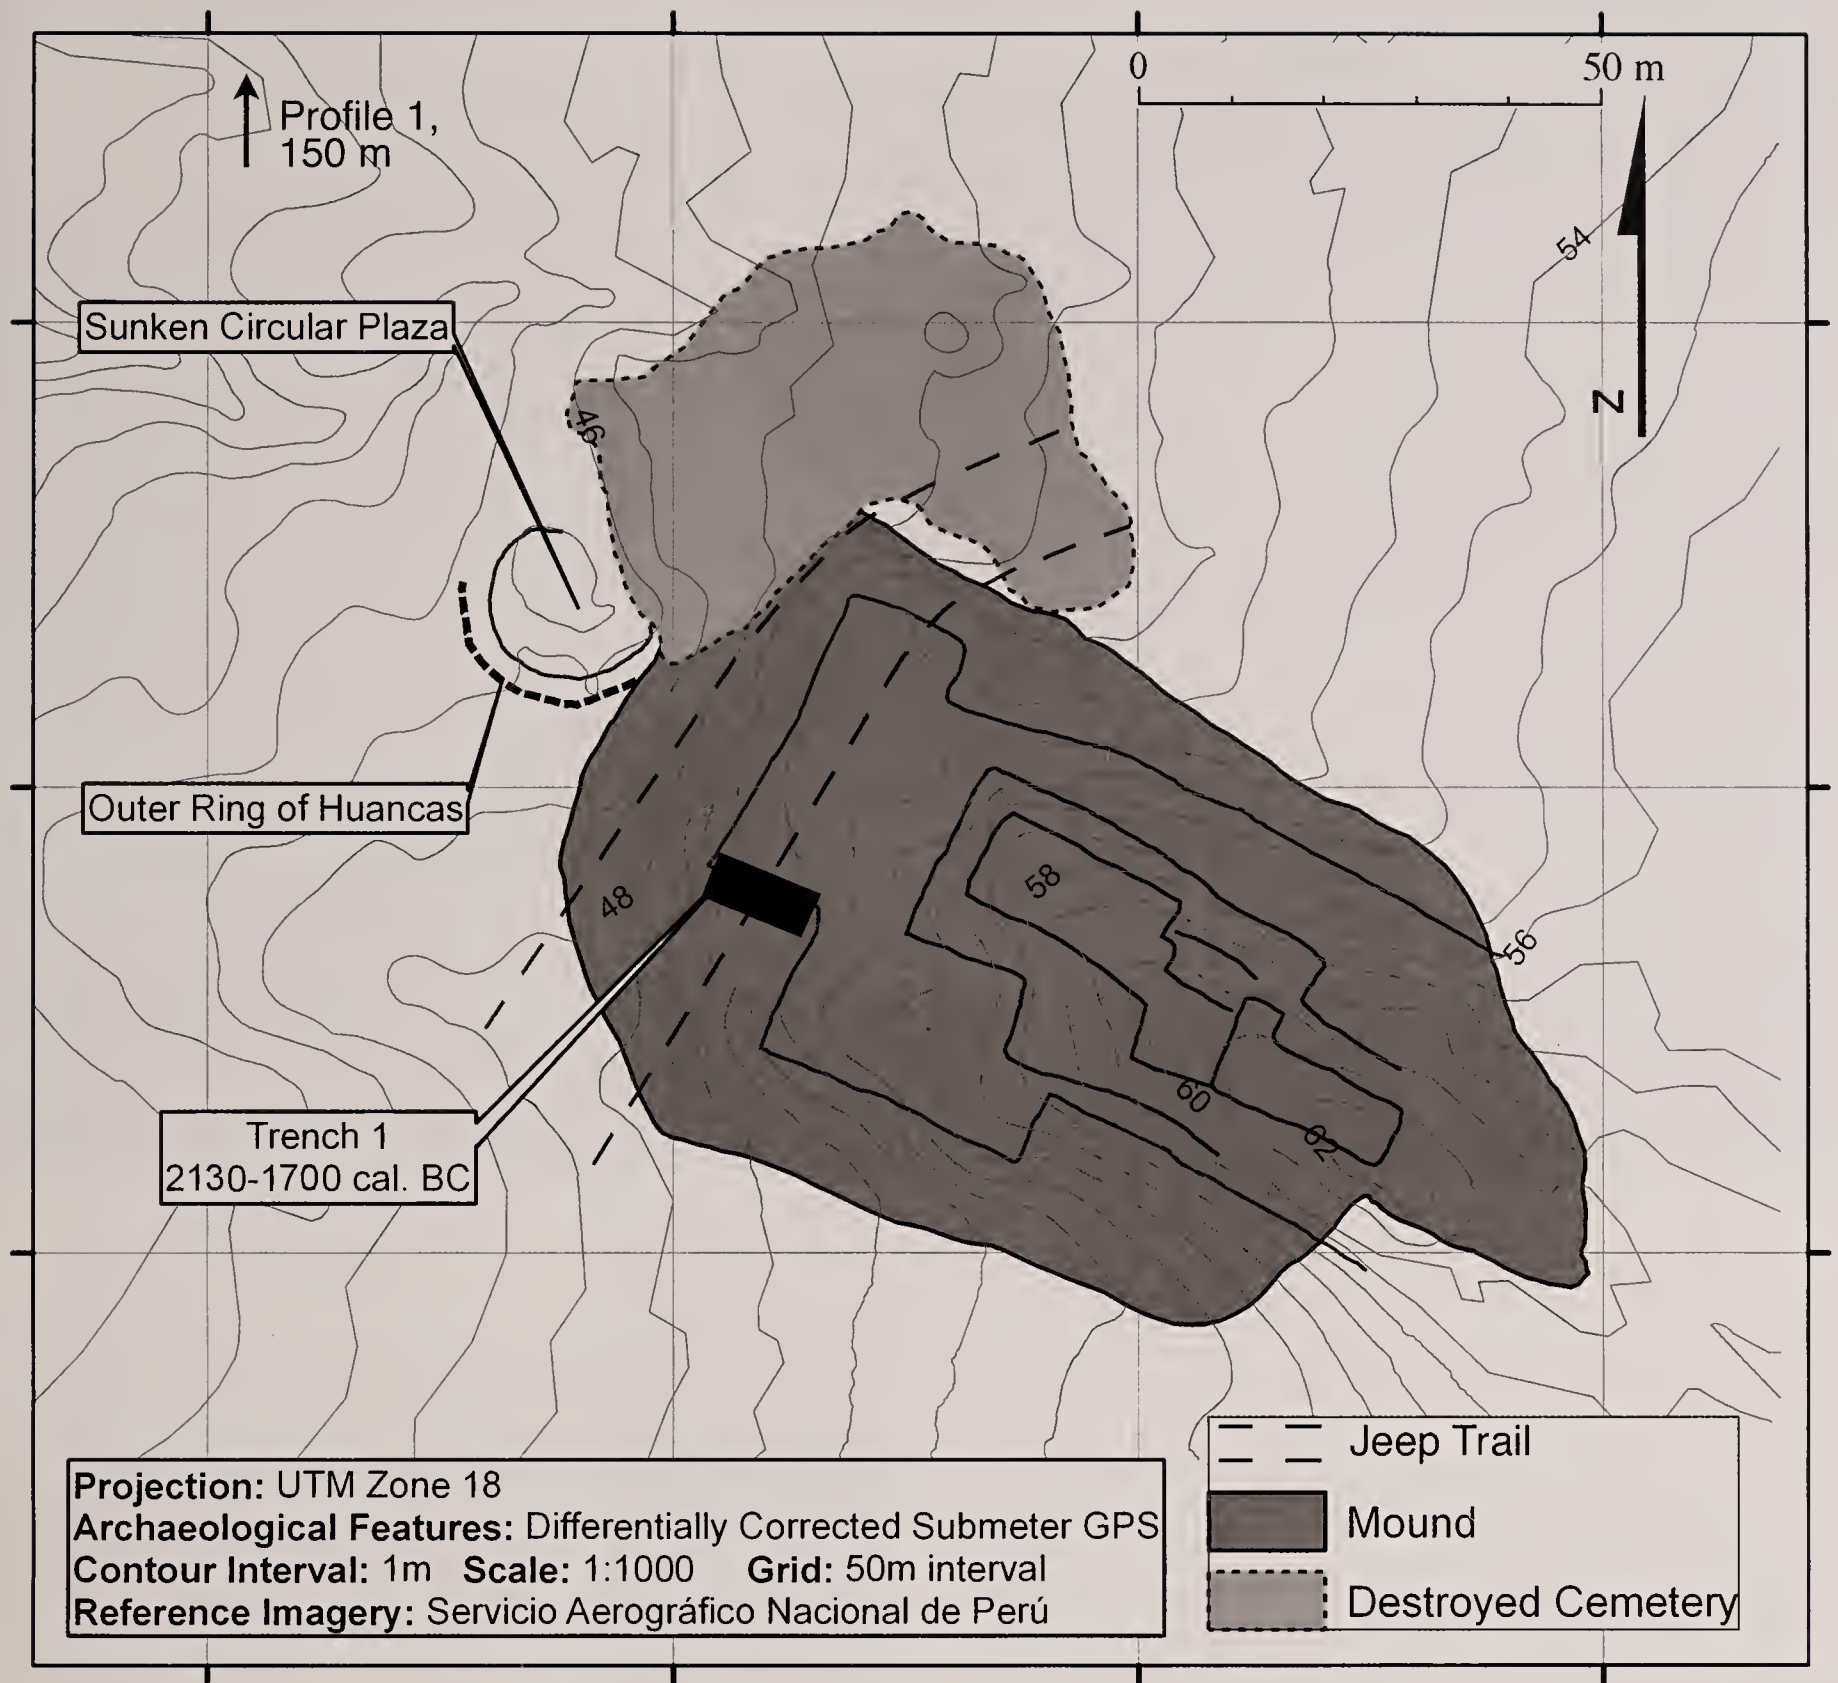 0 50 m
Profile 1,
150 m
54
Sunken Circular Plaza
N
46
Outer Ring of Huancas
58
48
56
60
62
Trench 1
2130-1700 cal. BC
Jeep Trail
Mound
Destroyed Cemetery
Projection: UTM Zone 18
Archaeological Features: Differentially Corrected Submeter GPS
Contour Interval: 1m Scale: 1:1000 Grid: 50m interval
Reference Imagery: Servicio Aerográfico Nacional de Perú